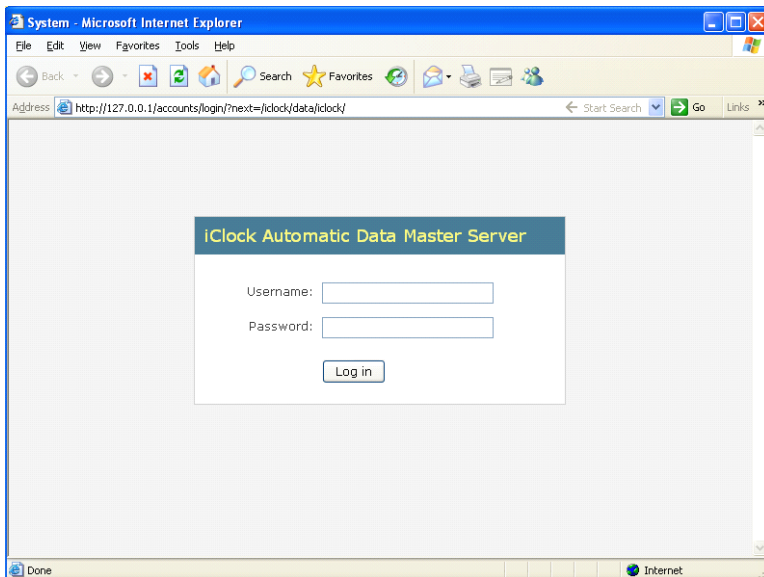 System - Microsoft Internet Explorer
File Edit View Favorites Tools Help
Back Search Favorites
Address http://127.0.0.1/accounts/login/?next=/iclock/data/iclock/ Start Search Go Links »
iClock Automatic Data Master Server
Username:
Password:
Log in
Done Internet